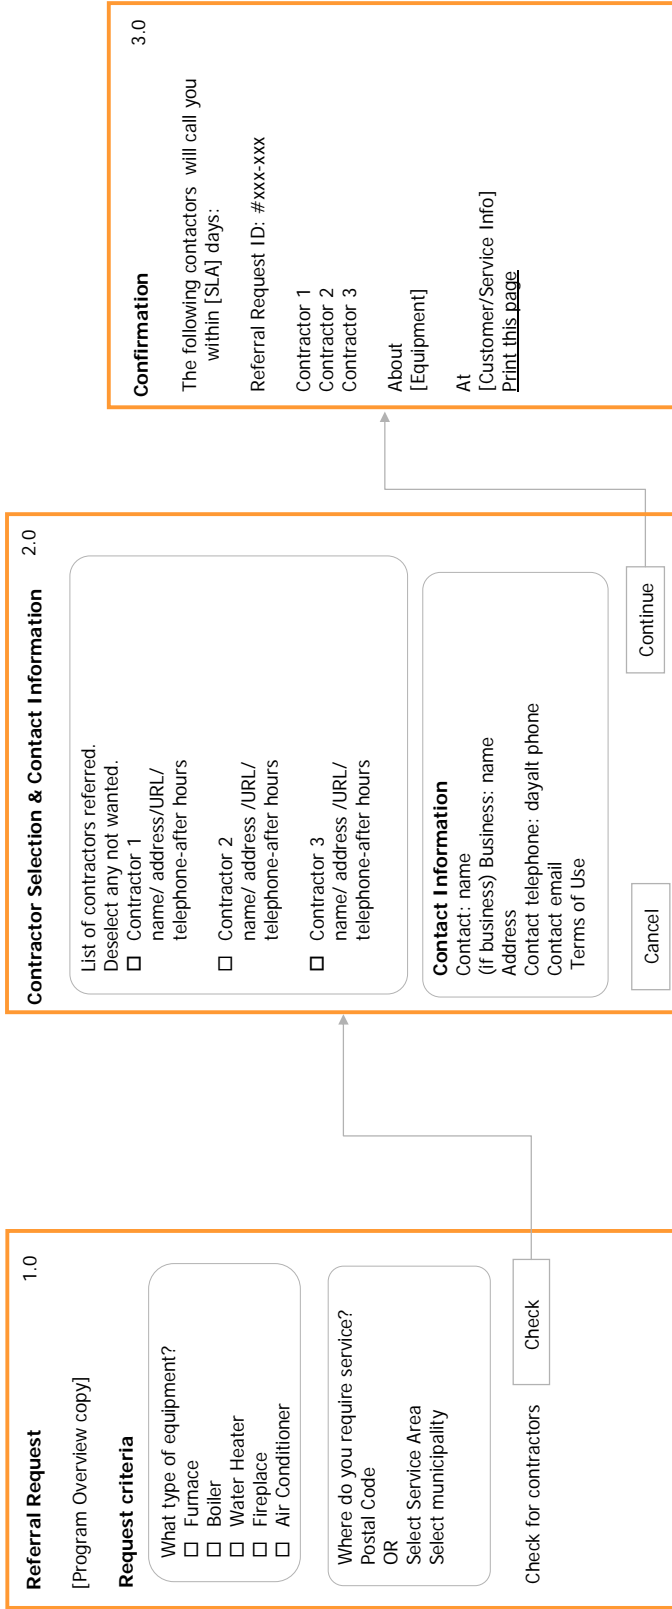 Referral Request
1.0
[Program Overview copy]
Request criteria
What type of equipment?
☐ Furnace
☐ Boiler
☐ Water Heater
☐ Fireplace
☐ Air Conditioner
Where do you require service?
Postal Code
OR
Select Service Area
Select municipality
Check for contractors
Check
Contractor Selection & Contact Information
2.0
List of contractors referred.
Deselect any not wanted.
☐ Contractor 1
name/ address/URL/
telephone-after hours
☐ Contractor 2
name/ address /URL/
telephone-after hours
☐ Contractor 3
name/ address /URL/
telephone-after hours
Contact Information
Contact: name
(if business) Business: name
Address
Contact telephone: dayalt phone
Contact email
Terms of Use
Cancel
Continue
Confirmation
3.0
The following contactors will call you
within [SLA] days:
Referral Request ID: #xxx-xxx
Contractor 1
Contractor 2
Contractor 3
About
[Equipment]
At
[Customer/Service Info]
Print this page